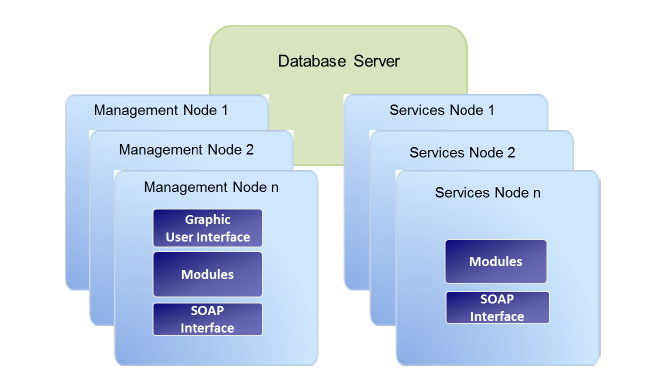 Database Server
Management Node 1
Management Node 2
Management Node n
Graphic
User Interface
Modules
SOAP
Interface
Services Node 1
Services Node 2
Services Node n
Modules
SOAP
Interface